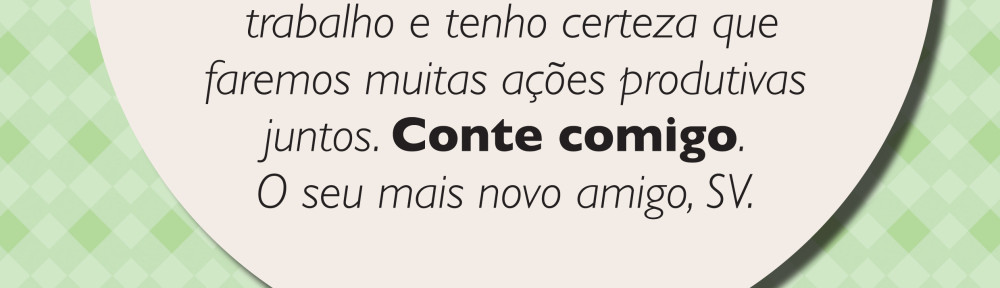 trabalho e tenho certeza que
faremos muitas ações produtivas
juntos. Conte comigo.
O seu mais novo amigo, SV.